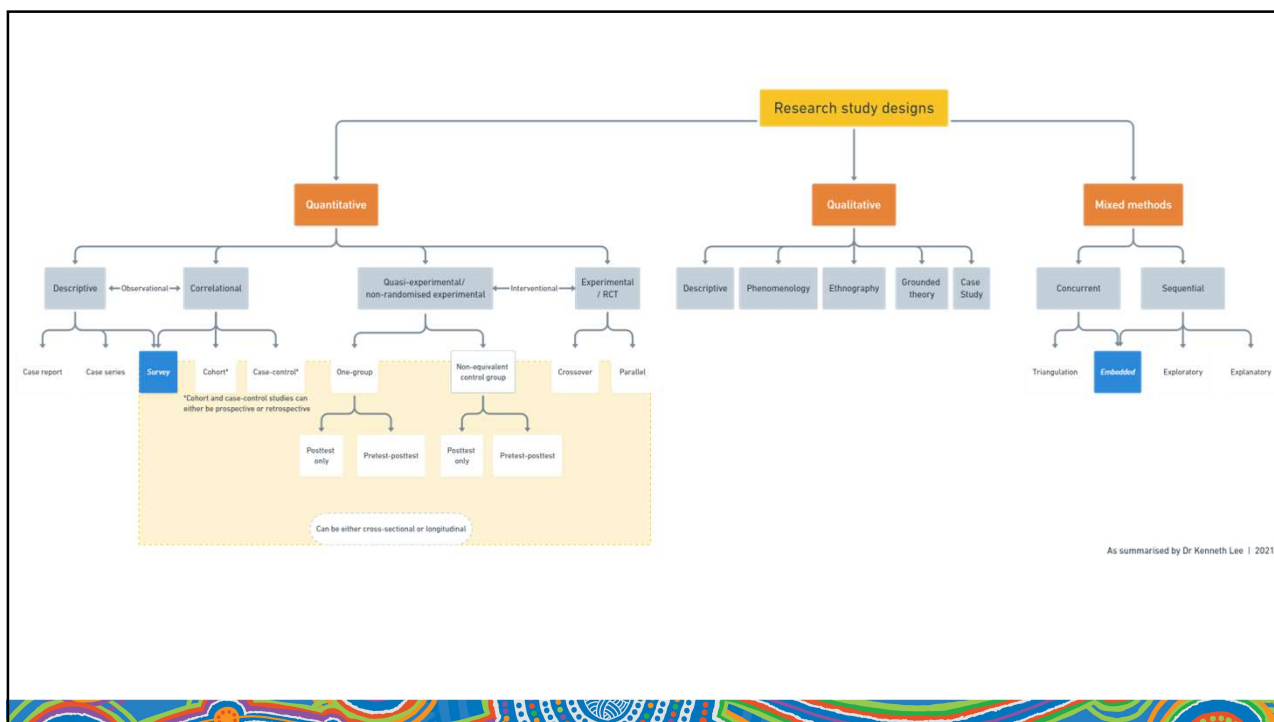 Research study designs
Quantitative
Qualitative
Mixed methods
Descriptive
Observational
Correlational
Quasi-experimental/
non-randomised experimental
Interventional
Experimental
/ RCT
Descriptive
Phenomenology
Ethnography
Grounded
theory
Case
Study
Concurrent
Sequential
Case report
Case series
Survey
Cohort*
Case-control*
One-group
Non-equivalent
control group
Crossover
Parallel
Triangulation
Embedded
Exploratory
Explanatory
*Cohort and case-control studies can
either be prospective or retrospective
Posttest
only
Pretest-posttest
Posttest
only
Pretest-posttest
Can be either cross-sectional or longitudinal
As summarised by Dr Kenneth Lee | 2021